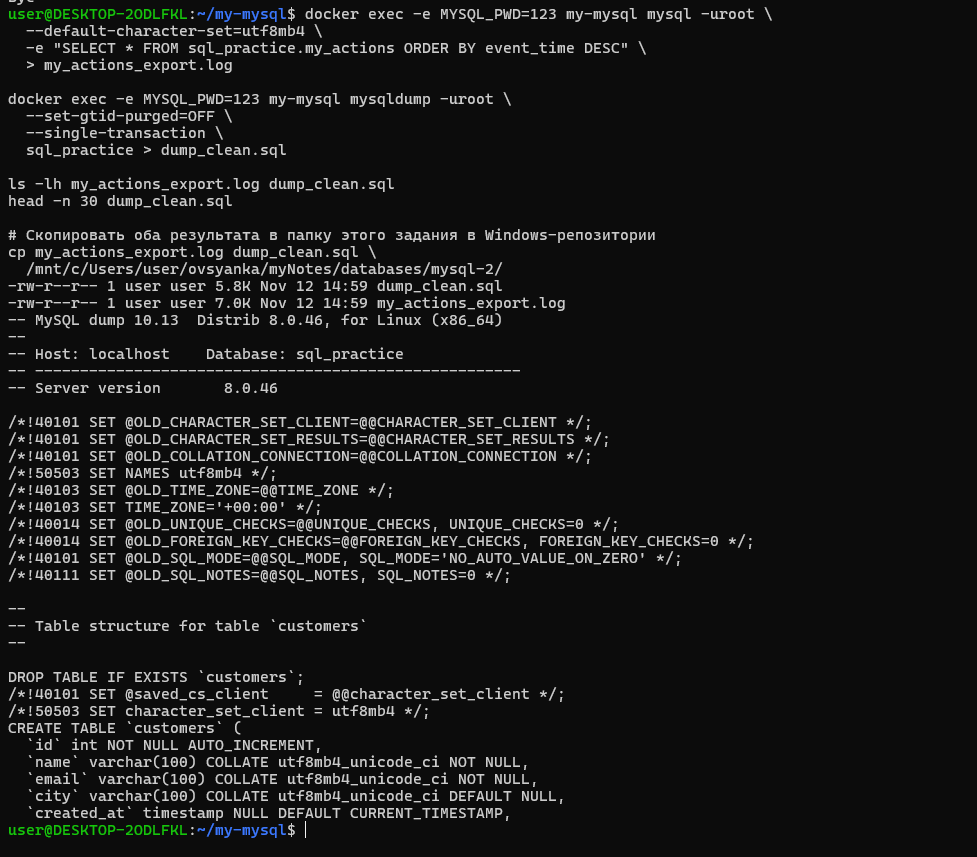 user@DESKTOP-2ODLFKL:~/my-mysql$ docker exec -e MYSQL_PWD=123 my-mysql mysql -uroot \
  --default-character-set=utf8mb4 \
  -e "SELECT * FROM sql_practice.my_actions ORDER BY event_time DESC" \
  > my_actions_export.log

docker exec -e MYSQL_PWD=123 my-mysql mysqldump -uroot \
  --set-gtid-purged=OFF \
  --single-transaction \
  sql_practice > dump_clean.sql

ls -lh my_actions_export.log dump_clean.sql
head -n 30 dump_clean.sql

# Скопировать оба результата в папку этого задания в Windows-репозитории
cp my_actions_export.log dump_clean.sql \
  /mnt/c/Users/user/ovsyanka/myNotes/databases/mysql-2/
-rw-r--r-- 1 user user 5.8K Nov 12 14:59 dump_clean.sql
-rw-r--r-- 1 user user 7.0K Nov 12 14:59 my_actions_export.log
-- MySQL dump 10.13  Distrib 8.0.46, for Linux (x86_64)
--
-- Host: localhost    Database: sql_practice
-- ------------------------------------------------------
-- Server version       8.0.46

/*!40101 SET @OLD_CHARACTER_SET_CLIENT=@@CHARACTER_SET_CLIENT */;
/*!40101 SET @OLD_CHARACTER_SET_RESULTS=@@CHARACTER_SET_RESULTS */;
/*!40101 SET @OLD_COLLATION_CONNECTION=@@COLLATION_CONNECTION */;
/*!50503 SET NAMES utf8mb4 */;
/*!40103 SET @OLD_TIME_ZONE=@@TIME_ZONE */;
/*!40103 SET TIME_ZONE='+00:00' */;
/*!40014 SET @OLD_UNIQUE_CHECKS=@@UNIQUE_CHECKS, UNIQUE_CHECKS=0 */;
/*!40014 SET @OLD_FOREIGN_KEY_CHECKS=@@FOREIGN_KEY_CHECKS, FOREIGN_KEY_CHECKS=0 */;
/*!40101 SET @OLD_SQL_MODE=@@SQL_MODE, SQL_MODE='NO_AUTO_VALUE_ON_ZERO' */;
/*!40111 SET @OLD_SQL_NOTES=@@SQL_NOTES, SQL_NOTES=0 */;

--
-- Table structure for table `customers`
--

DROP TABLE IF EXISTS `customers`;
/*!40101 SET @saved_cs_client     = @@character_set_client */;
/*!50503 SET character_set_client = utf8mb4 */;
CREATE TABLE `customers` (
  `id` int NOT NULL AUTO_INCREMENT,
  `name` varchar(100) COLLATE utf8mb4_unicode_ci NOT NULL,
  `email` varchar(100) COLLATE utf8mb4_unicode_ci NOT NULL,
  `city` varchar(100) COLLATE utf8mb4_unicode_ci DEFAULT NULL,
  `created_at` timestamp NULL DEFAULT CURRENT_TIMESTAMP,
user@DESKTOP-2ODLFKL:~/my-mysql$